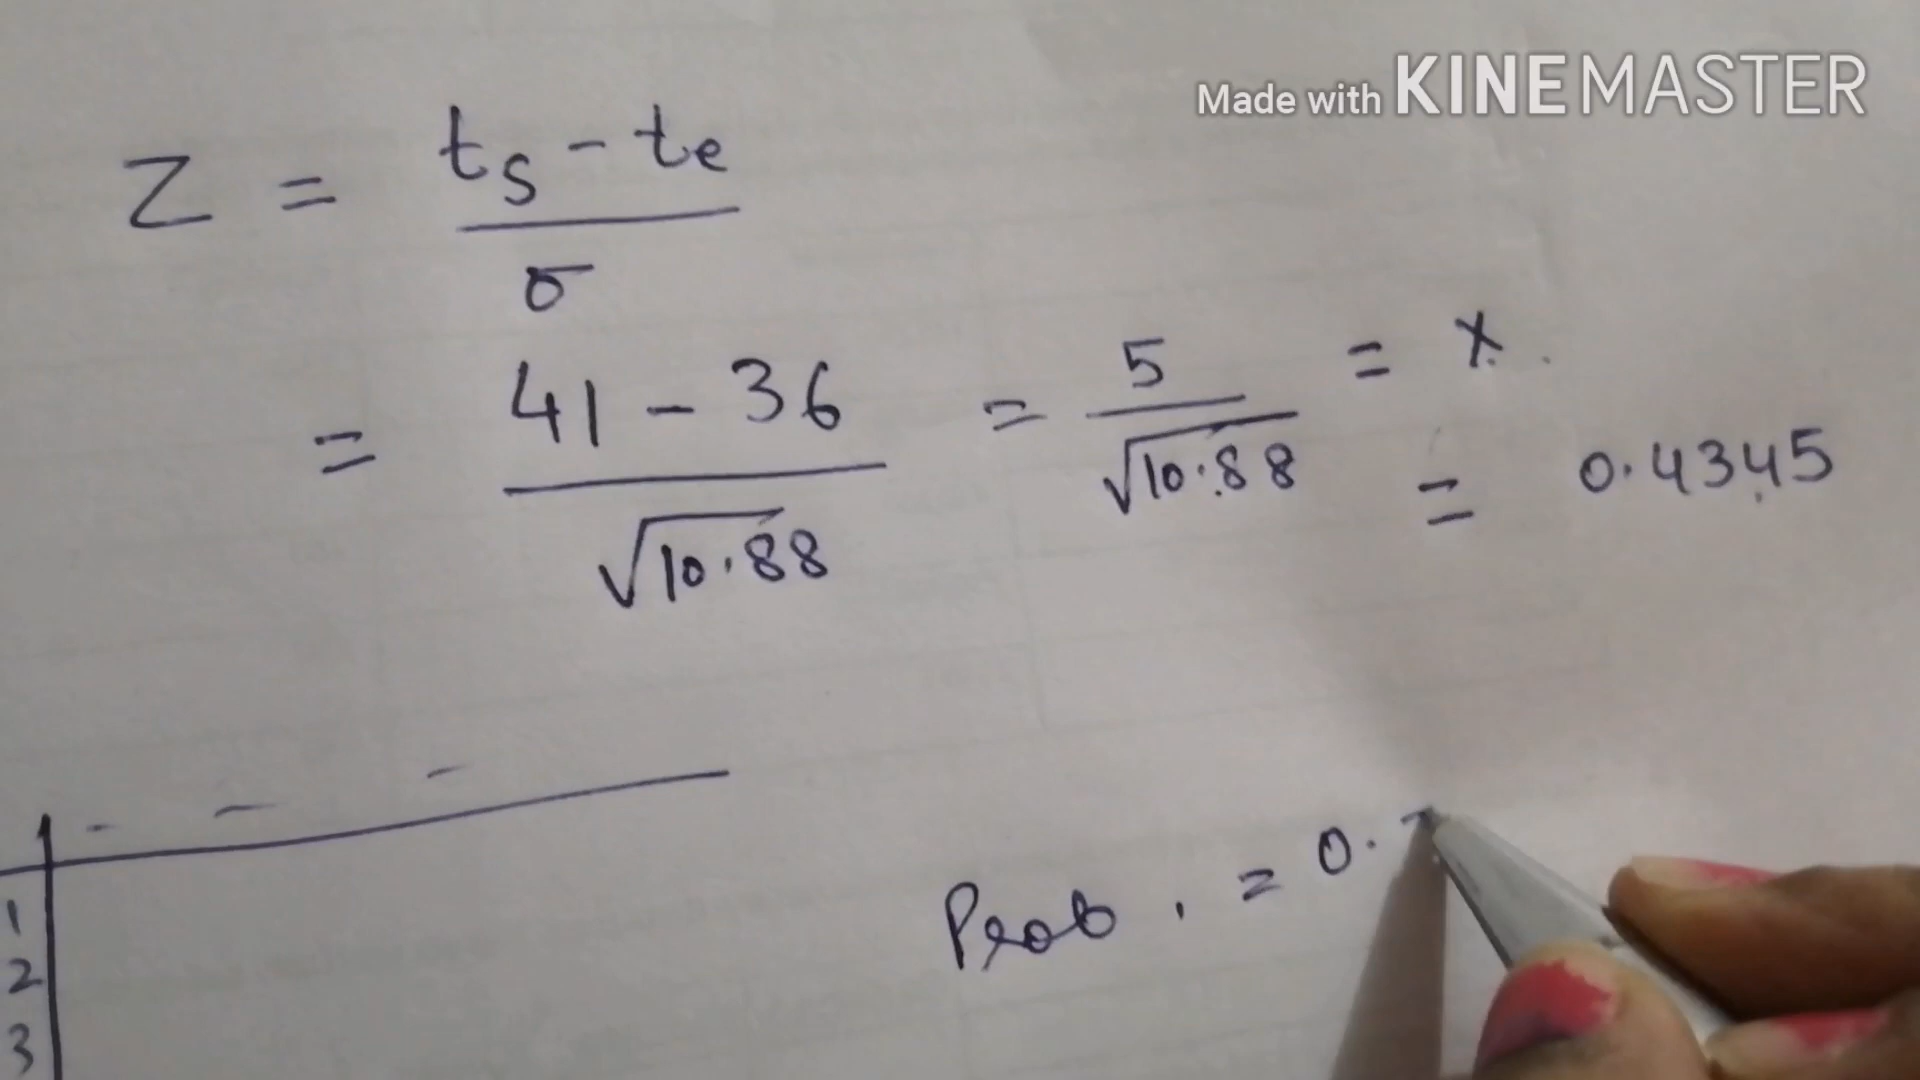 Made with KINEMASTER
Z = (ts - te) / σ
= (41 - 36) / √10.88 = 5 / √10.88 = x
= 0.4345
Prob. = 0.
1
2
3